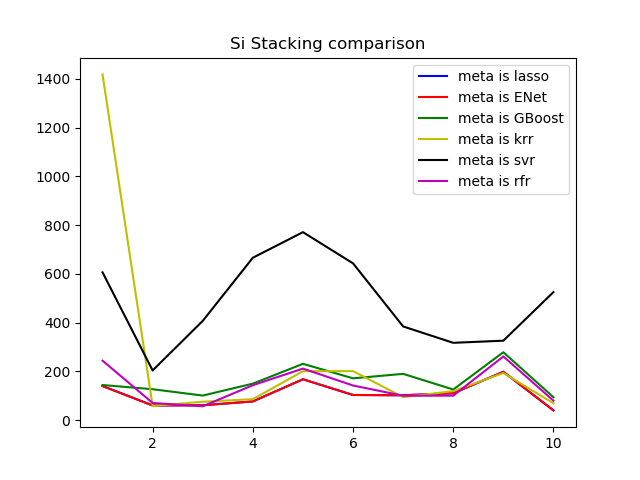 Si Stacking comparison
meta is lasso
meta is ENet
meta is GBoost
meta is krr
meta is svr
meta is rfr
1400
1200
1000
800
600
400
200
0
2 4 6 8 10